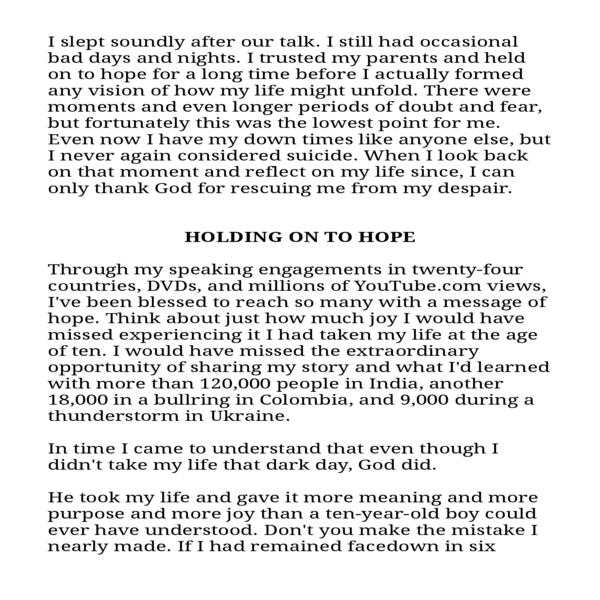 I slept soundly after our talk. I still had occasional
bad days and nights. I trusted my parents and held
on to hope for a long time before I actually formed
any vision of how my life might unfold. There were
moments and even longer periods of doubt and fear,
but fortunately this was the lowest point for me.
Even now I have my down times like anyone else, but
I never again considered suicide. When I look back
on that moment and reflect on my life since, I can
only thank God for rescuing me from my despair.
HOLDING ON TO HOPE
Through my speaking engagements in twenty-four
countries, DVDs, and millions of YouTube.com views,
I've been blessed to reach so many with a message of
hope. Think about just how much joy I would have
missed experiencing it I had taken my life at the age
of ten. I would have missed the extraordinary
opportunity of sharing my story and what I'd learned
with more than 120,000 people in India, another
18,000 in a bullring in Colombia, and 9,000 during a
thunderstorm in Ukraine.
In time I came to understand that even though I
didn't take my life that dark day, God did.
He took my life and gave it more meaning and more
purpose and more joy than a ten-year-old boy could
ever have understood. Don't you make the mistake I
nearly made. If I had remained facedown in six